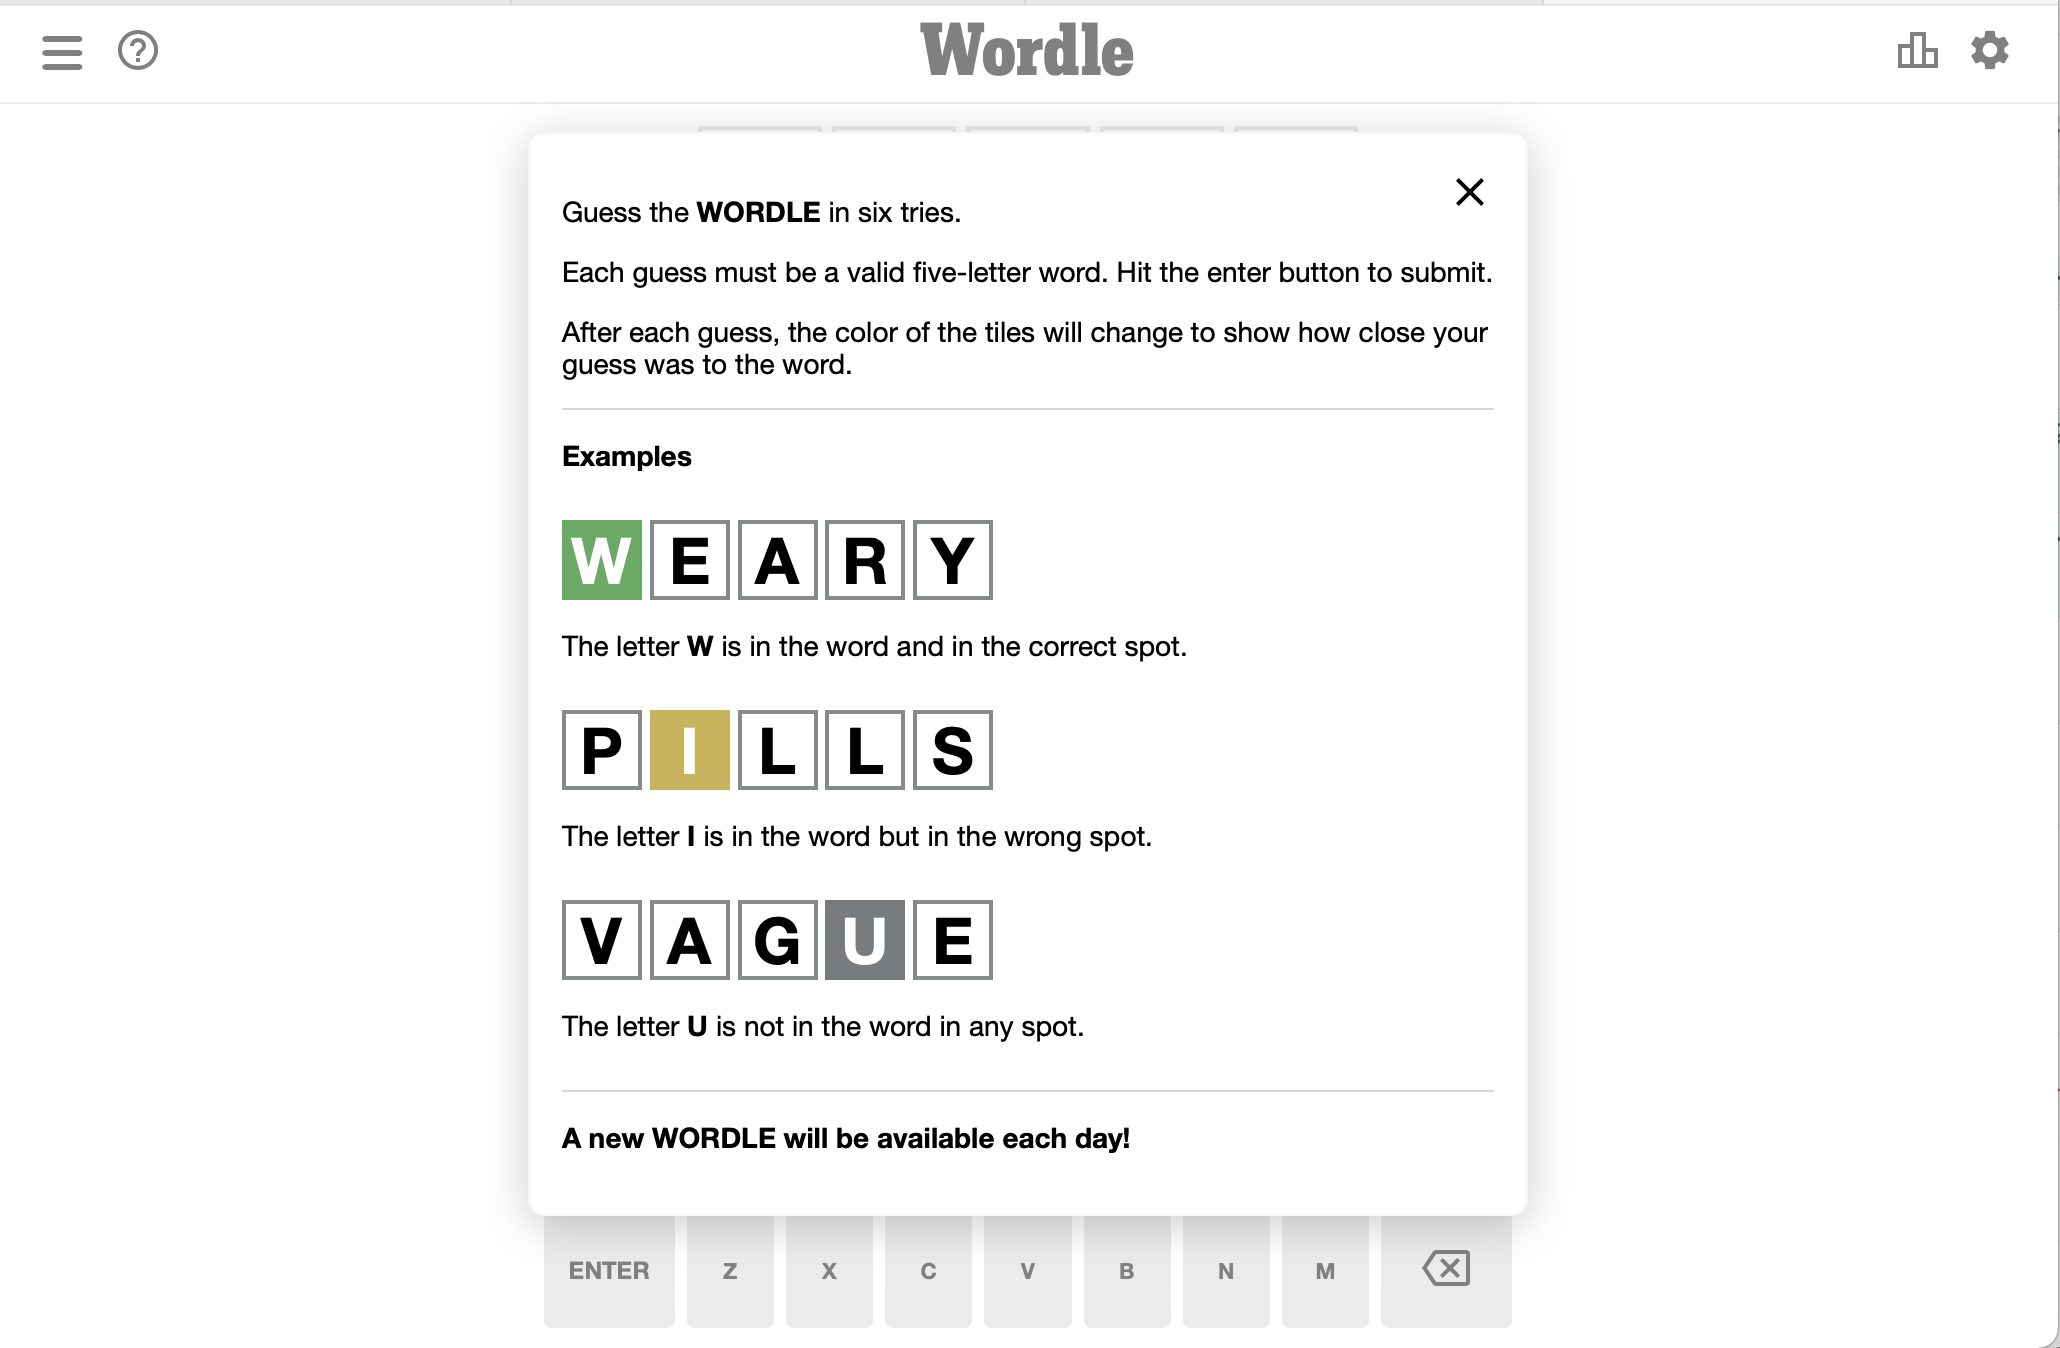 Wordle
Guess the WORDLE in six tries.
Each guess must be a valid five-letter word. Hit the enter button to submit.
After each guess, the color of the tiles will change to show how close your
guess was to the word.
Examples
W E A R Y
The letter W is in the word and in the correct spot.
P I L L S
The letter I is in the word but in the wrong spot.
V A G U E
The letter U is not in the word in any spot.
A new WORDLE will be available each day!
ENTER Z X C V B N M